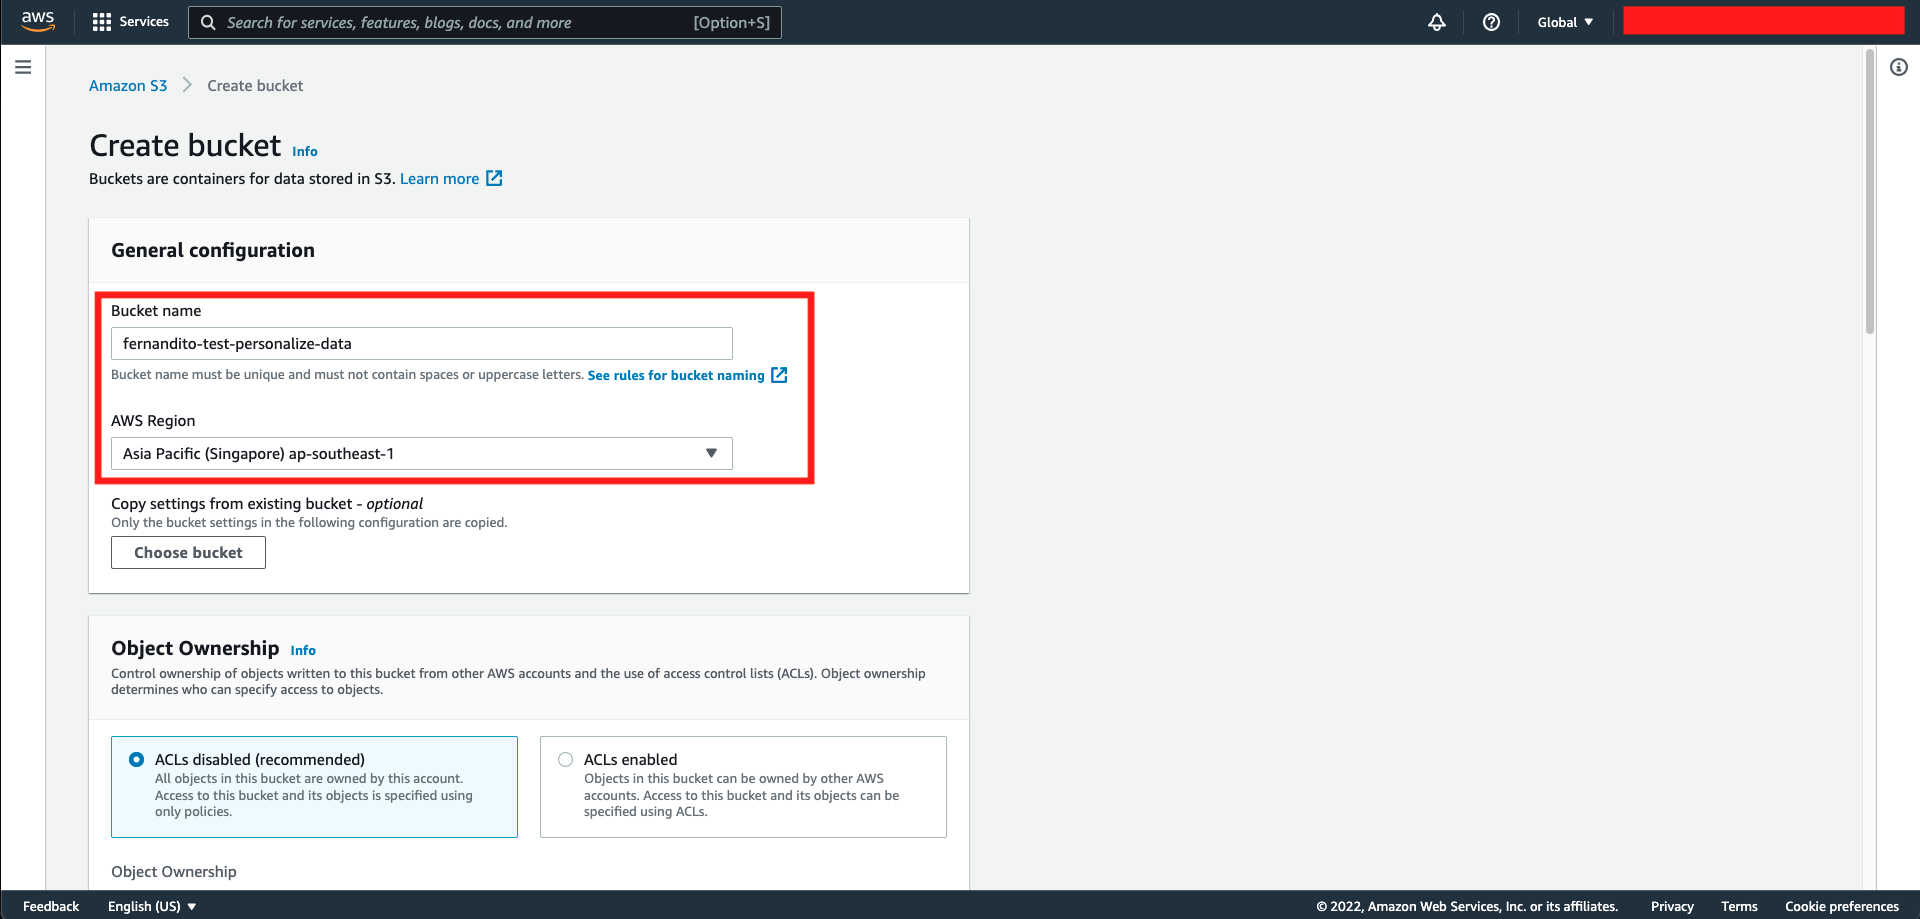 aws
Services
Search for services, features, blogs, docs, and more [Option+S]
Global
Amazon S3 Create bucket
Create bucket Info
Buckets are containers for data stored in S3. Learn more
General configuration
Bucket name
fernandito-test-personalize-data
Bucket name must be unique and must not contain spaces or uppercase letters. See rules for bucket naming
AWS Region
Asia Pacific (Singapore) ap-southeast-1
Copy settings from existing bucket - optional
Only the bucket settings in the following configuration are copied.
Choose bucket
Object Ownership Info
Control ownership of objects written to this bucket from other AWS accounts and the use of access control lists (ACLs). Object ownership
determines who can specify access to objects.
ACLs disabled (recommended)
All objects in this bucket are owned by this account.
Access to this bucket and its objects is specified using
only policies.
ACLs enabled
Objects in this bucket can be owned by other AWS
accounts. Access to this bucket and its objects can be
specified using ACLs.
Object Ownership
Feedback English (US) © 2022, Amazon Web Services, Inc. or its affiliates. Privacy Terms Cookie preferences